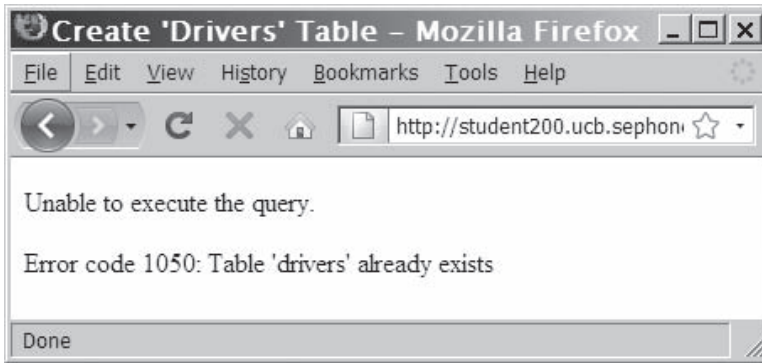 Create 'Drivers' Table – Mozilla Firefox
File Edit View History Bookmarks Tools Help
http://student200.ucb.sephon
Unable to execute the query.
Error code 1050: Table 'drivers' already exists
Done